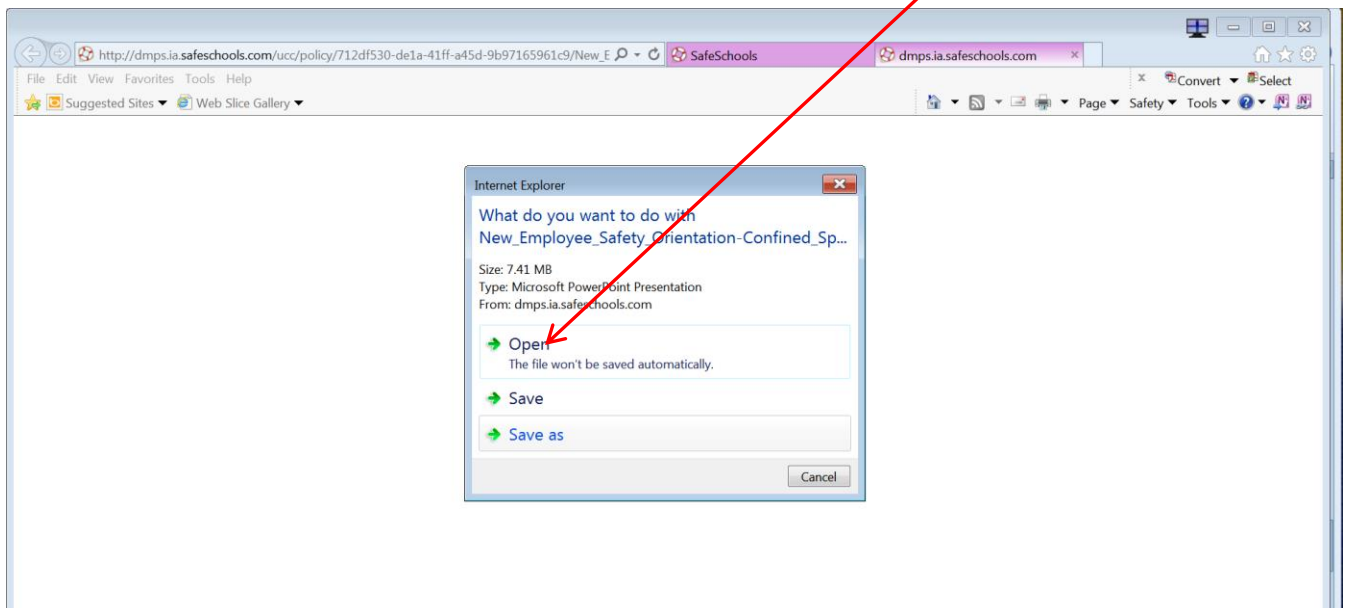 http://dmps.ia.safeschools.com/ucc/policy/712df530-de1a-41ff-a45d-9b97165961c9/New_E
SafeSchools
dmps.ia.safeschools.com
File Edit View Favorites Tools Help
x Convert Select
Suggested Sites Web Slice Gallery
Page Safety Tools
Internet Explorer
What do you want to do with
New_Employee_Safety_Orientation-Confined_Sp...
Size: 7.41 MB
Type: Microsoft PowerPoint Presentation
From: dmps.ia.safeschools.com
Open
The file won't be saved automatically.
Save
Save as
Cancel